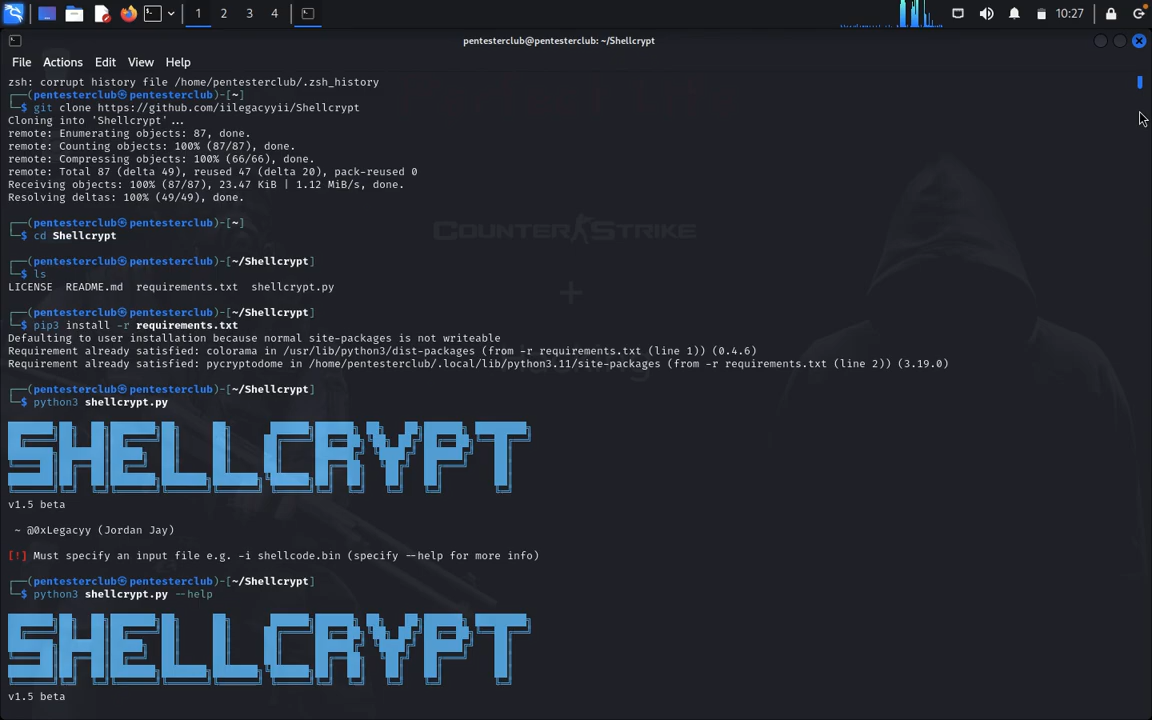 1 2 3 4 10:27
pentesterclub@pentesterclub: ~/Shellcrypt
File Actions Edit View Help
zsh: corrupt history file /home/pentesterclub/.zsh_history
┌──(pentesterclub㉿pentesterclub)-[~]
└─$ git clone https://github.com/iilegacyyii/Shellcrypt
Cloning into 'Shellcrypt'...
remote: Enumerating objects: 87, done.
remote: Counting objects: 100% (87/87), done.
remote: Compressing objects: 100% (66/66), done.
remote: Total 87 (delta 49), reused 47 (delta 20), pack-reused 0
Receiving objects: 100% (87/87), 23.47 KiB | 1.12 MiB/s, done.
Resolving deltas: 100% (49/49), done.
┌──(pentesterclub㉿pentesterclub)-[~]
└─$ cd Shellcrypt
COUNTER STRIKE
┌──(pentesterclub㉿pentesterclub)-[~/Shellcrypt]
└─$ ls
LICENSE README.md requirements.txt shellcrypt.py
+
┌──(pentesterclub㉿pentesterclub)-[~/Shellcrypt]
└─$ pip3 install -r requirements.txt
Defaulting to user installation because normal site-packages is not writeable
Requirement already satisfied: colorama in /usr/lib/python3/dist-packages (from -r requirements.txt (line 1)) (0.4.6)
Requirement already satisfied: pycryptodome in /home/pentesterclub/.local/lib/python3.11/site-packages (from -r requirements.txt (line 2)) (3.19.0)
┌──(pentesterclub㉿pentesterclub)-[~/Shellcrypt]
└─$ python3 shellcrypt.py
SHELLCRYPT
v1.5 beta
~ @0xLegacyy (Jordan Jay)
[!] Must specify an input file e.g. -i shellcode.bin (specify --help for more info)
┌──(pentesterclub㉿pentesterclub)-[~/Shellcrypt]
└─$ python3 shellcrypt.py --help
SHELLCRYPT
v1.5 beta